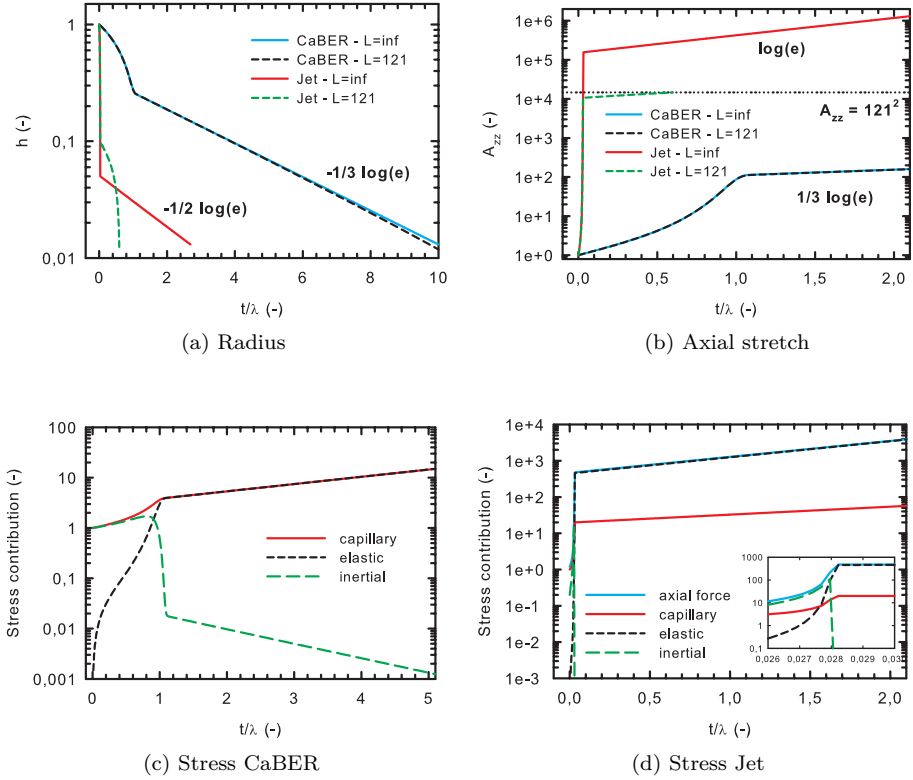 1
0,1
0,01
h (-)
CaBER - L=inf
CaBER - L=121
Jet - L=inf
Jet - L=121
-1/3 log(e)
-1/2 log(e)
0 2 4 6 8 10
t/λ (-)
(a) Radius
1e+6
1e+5
1e+4
1e+3
1e+2
1e+1
1e+0
A_zz (-)
log(e)
A_zz = 121²
CaBER - L=inf
CaBER - L=121
Jet - L=inf
Jet - L=121
1/3 log(e)
0,0 0,5 1,0 1,5 2,0
t/λ (-)
(b) Axial stretch
100
10
1
0,1
0,01
0,001
Stress contribution (-)
capillary
elastic
inertial
0 1 2 3 4 5
t/λ (-)
(c) Stress CaBER
1e+4
1e+3
1e+2
1e+1
1e+0
1e-1
1e-2
1e-3
Stress contribution (-)
axial force
capillary
elastic
inertial
1000
100
10
1
0,1
0,026 0,027 0,028 0,029 0,030
0,0 0,5 1,0 1,5 2,0
t/λ (-)
(d) Stress Jet